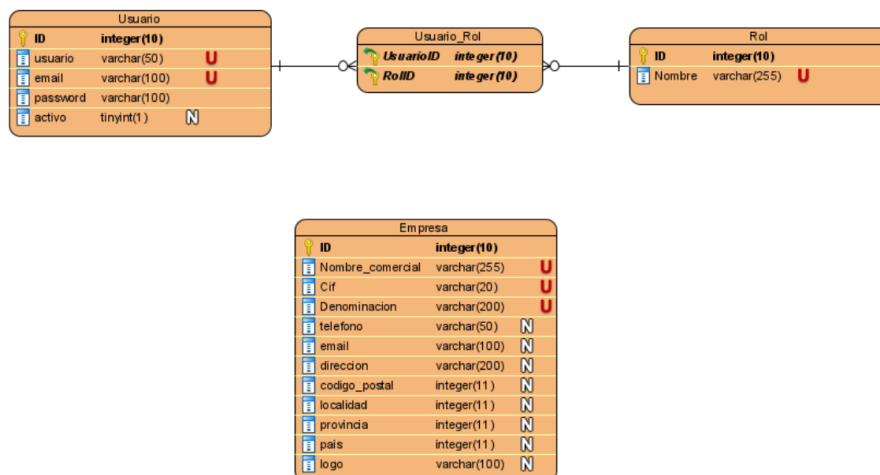 Usuario
ID integer(10)
usuario varchar(50) U
email varchar(100) U
password varchar(100)
activo tinyint(1) N
Usuario_Rol
UsuarioID integer(10)
RolID integer(10)
Rol
ID integer(10)
Nombre varchar(255) U
Empresa
ID integer(10)
Nombre_comercial varchar(255) U
Cif varchar(20) U
Denominacion varchar(200) U
telefono varchar(50) N
email varchar(100) N
direccion varchar(200) N
codigo_postal integer(11) N
localidad integer(11) N
provincia integer(11) N
pais integer(11) N
logo varchar(100) N